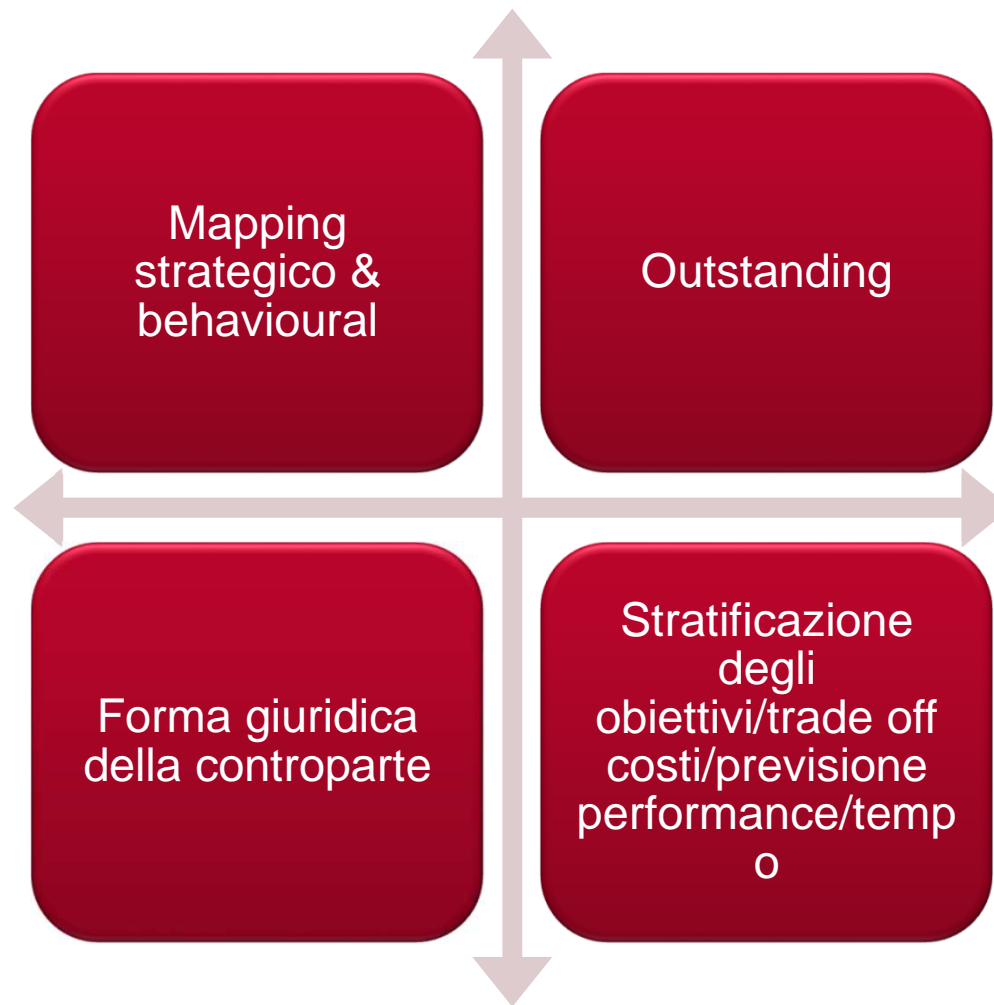 Mapping
strategico &
behavioural
Outstanding
Forma giuridica
della controparte
Stratificazione
degli
obiettivi/trade off
costi/previsione
performance/temp
o